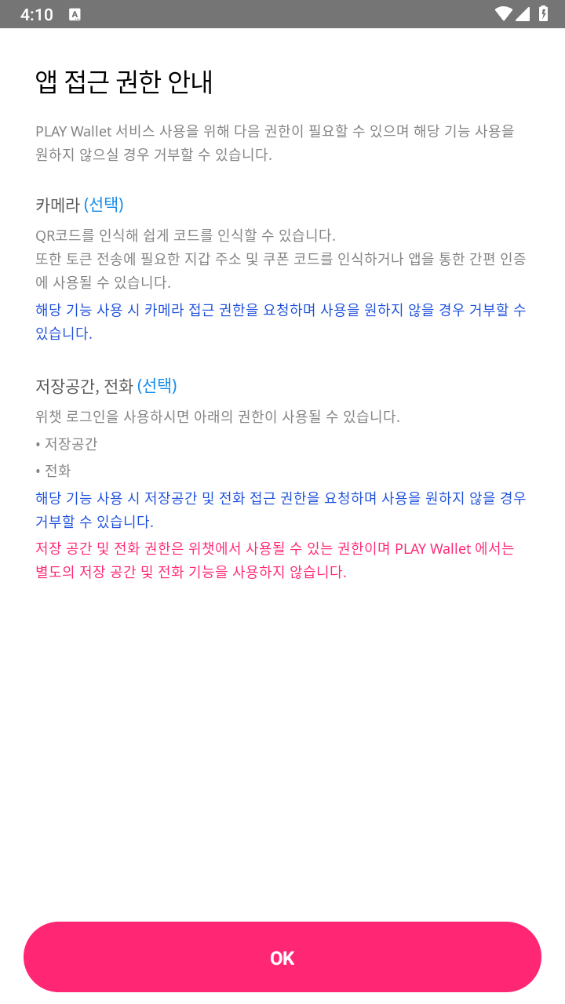 4:10
앱 접근 권한 안내
PLAY Wallet 서비스 사용을 위해 다음 권한이 필요할 수 있으며 해당 기능 사용을
원하지 않으실 경우 거부할 수 있습니다.
카메라 (선택)
QR코드를 인식해 쉽게 코드를 인식할 수 있습니다.
또한 토큰 전송에 필요한 지갑 주소 및 쿠폰 코드를 인식하거나 앱을 통한 간편 인증
에 사용될 수 있습니다.
해당 기능 사용 시 카메라 접근 권한을 요청하며 사용을 원하지 않을 경우 거부할 수
있습니다.
저장공간, 전화 (선택)
위챗 로그인을 사용하시면 아래의 권한이 사용될 수 있습니다.
• 저장공간
• 전화
해당 기능 사용 시 저장공간 및 전화 접근 권한을 요청하며 사용을 원하지 않을 경우
거부할 수 있습니다.
저장 공간 및 전화 권한은 위챗에서 사용될 수 있는 권한이며 PLAY Wallet 에서는
별도의 저장 공간 및 전화 기능을 사용하지 않습니다.
OK